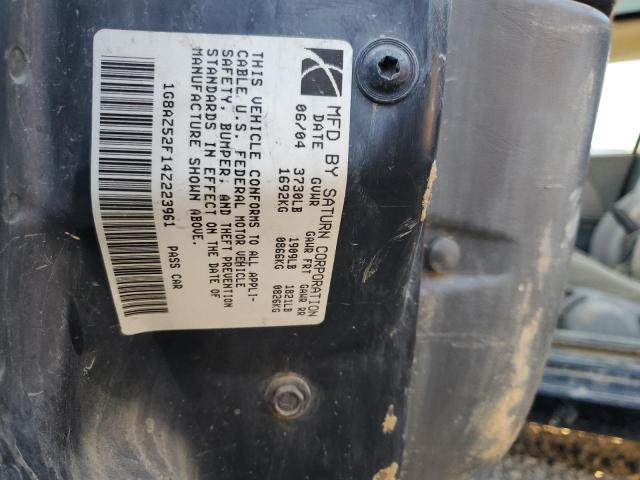 MFD BY SATURN CORPORATION
DATE GVWR GAWR FRT GAWR RR
06/04 3730LB 1909LB 1821LB
1692KG 0866KG 0826KG
THIS VEHICLE CONFORMS TO ALL APPLI-
CABLE U.S. FEDERAL MOTOR VEHICLE
SAFETY, BUMPER, AND THEFT PREVENTION
STANDARDS IN EFFECT ON THE DATE OF
MANUFACTURE SHOWN ABOVE.
1G8AZ52F14Z223961 PASS CAR